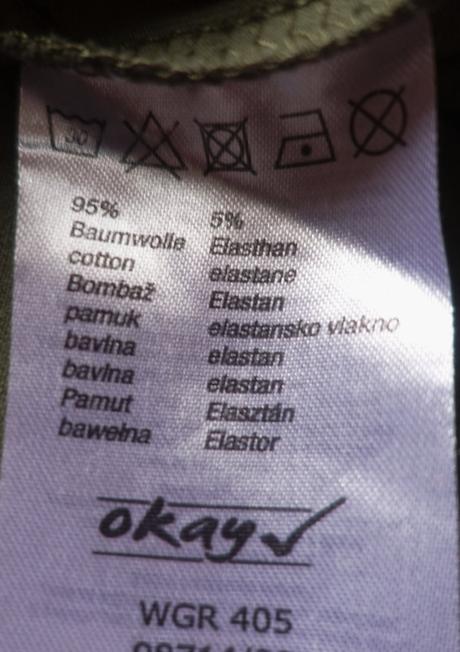 30
95% 5%
Baumwolle Elasthan
cotton elastane
Bombaž Elastan
pamuk elastansko vlakno
bavlna elastan
bavlna elastan
Pamut Elasztán
bawełna Elastor
okay
WGR 405